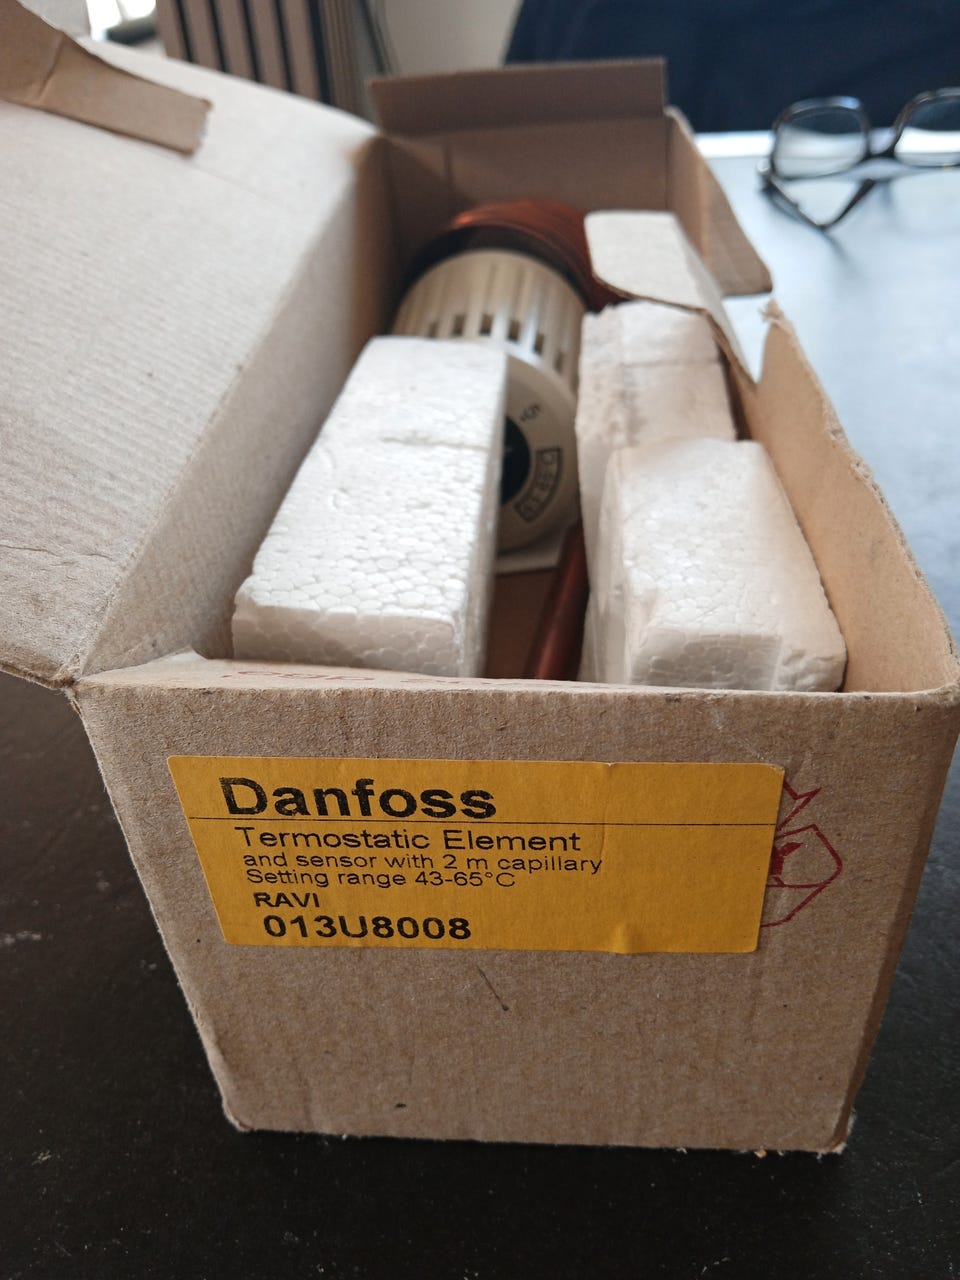 Danfoss
Termostatic Element
and sensor with 2 m capillary
Setting range 43-65°C
RAVI
013U8008